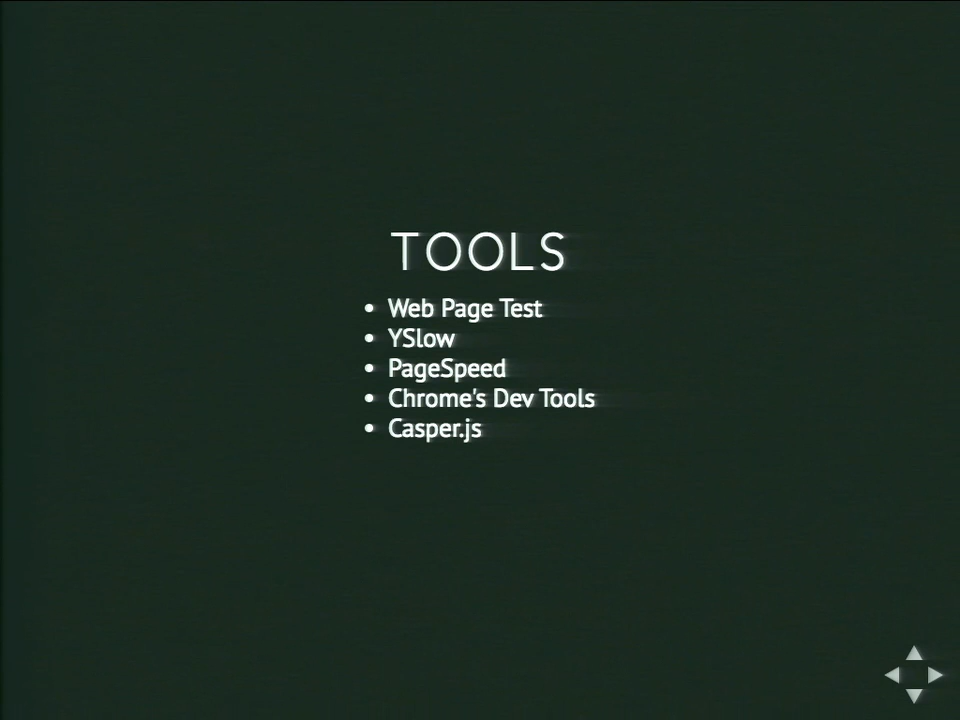 TOOLS
• Web Page Test
• YSlow
• PageSpeed
• Chrome's Dev Tools
• Casper.js